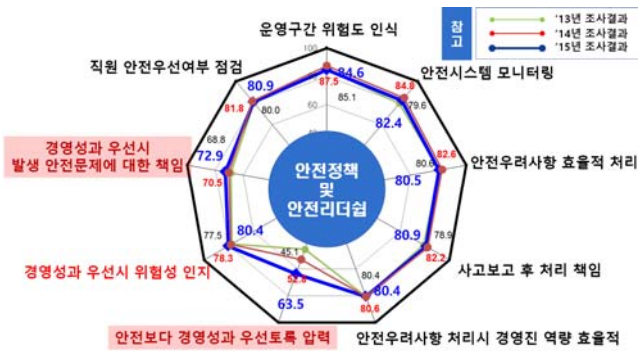 운영구간 위험도 인식
참
고
'13년 조사결과
'14년 조사결과
'15년 조사결과
100
직원 안전우선여부 점검
80.9
84.6
84.8
안전시스템 모니터링
87.5
81.8
80.0
85.1
79.6
60
82.4
68.8
경영성과 우선시
발생 안전문제에 대한 책임
72.9
70.5
안전정책
및
안전리더쉽
80.6
82.6
안전우려사항 효율적 처리
80.5
77.5
80.4
80.9
78.9
경영성과 우선시 위험성 인지
78.3
82.2
사고보고 후 처리 책임
45.1
52.8
80.4
80.4
63.5
80.6
안전보다 경영성과 우선토록 압력
안전우려사항 처리시 경영진 역량 효율적